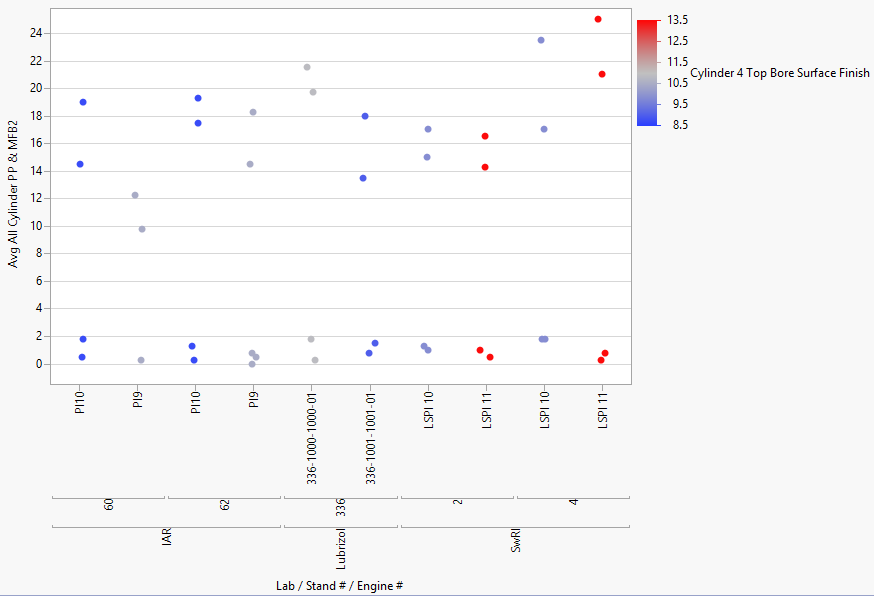 24
22
20
18
16
14
12
10
8
6
4
2
0
Avg All Cylinder PP & MFB2
PI10
PI9
PI10
PI9
336-1000-1000-01
336-1001-1001-01
LSPI 10
LSPI 11
LSPI 10
LSPI 11
60
62
336
2
4
IAR
Lubrizol
SwRI
Lab / Stand # / Engine #
13.5
12.5
11.5
10.5
9.5
8.5
Cylinder 4 Top Bore Surface Finish